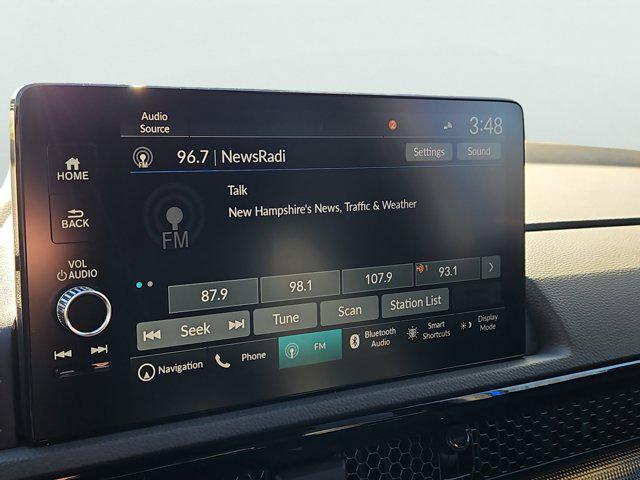 Audio
Source
3:48
HOME
FM
96.7 | NewsRadi
Settings
Sound
BACK
Talk
New Hampshire's News, Traffic & Weather
FM
VOL
AUDIO
87.9
98.1
107.9
1
93.1
Seek
Tune
Scan
Station List
Navigation
Phone
FM
Bluetooth
Audio
Smart
Shortcuts
Display
Mode